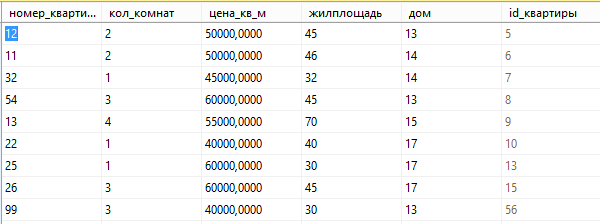 номер_кварти... кол_комнат цена_кв_м жилплощадь дом id_квартиры
12 2 50000,0000 45 13 5
11 2 50000,0000 46 14 6
32 1 45000,0000 32 14 7
54 3 60000,0000 45 13 8
13 4 55000,0000 70 15 9
22 1 40000,0000 40 17 10
25 1 60000,0000 30 17 13
26 3 60000,0000 45 17 15
99 3 40000,0000 30 13 56